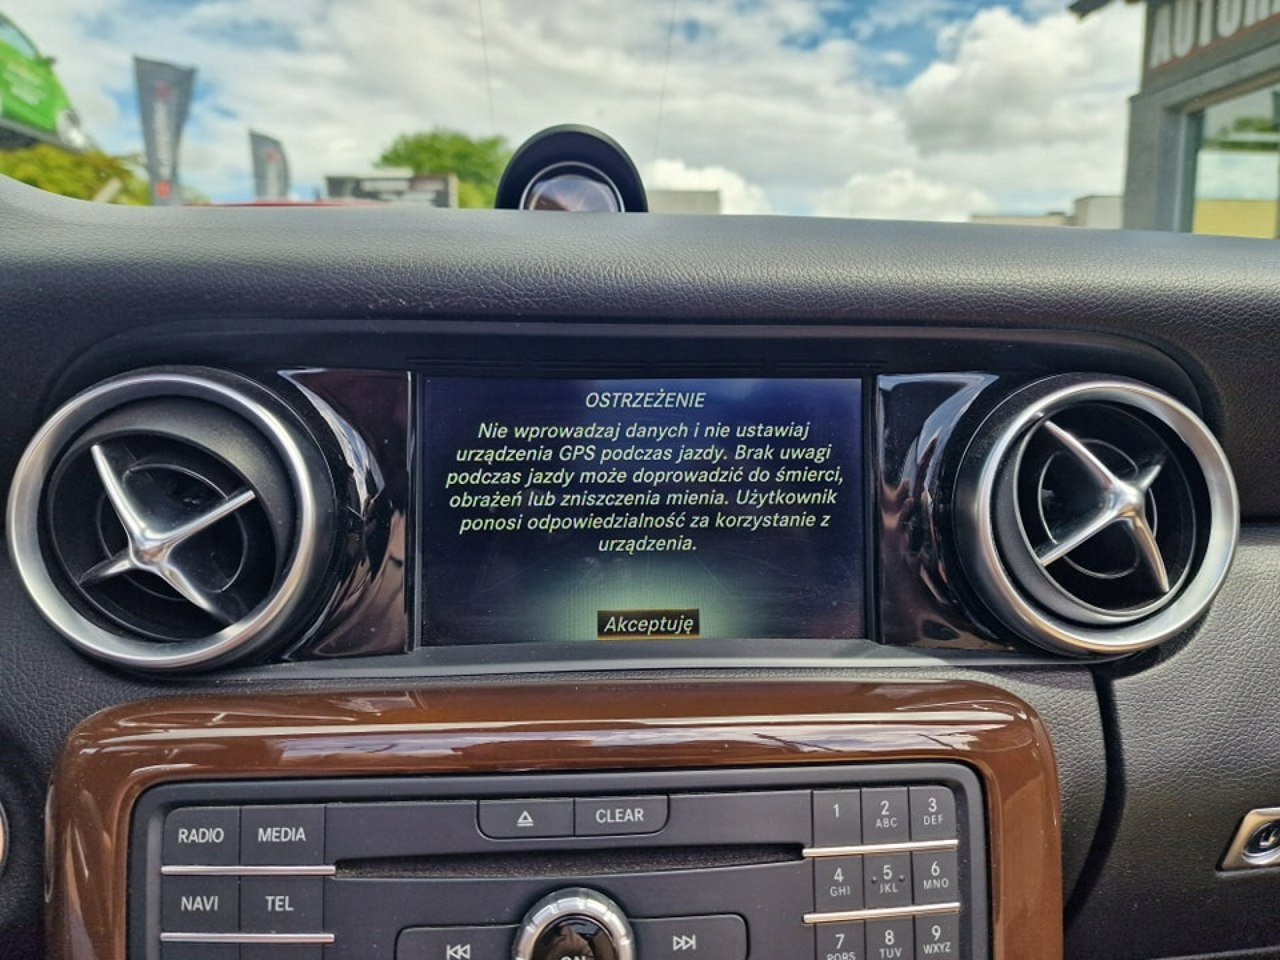 OSTRZEŻENIE
Nie wprowadzaj danych i nie ustawiaj
urządzenia GPS podczas jazdy. Brak uwagi
podczas jazdy może doprowadzić do śmierci,
obrażeń lub zniszczenia mienia. Użytkownik
ponosi odpowiedzialność za korzystanie z
urządzenia.
Akceptuję
RADIO MEDIA CLEAR 1 2 ABC 3 DEF
NAVI TEL 4 GHI 5 JKL 6 MNO
ON 7 PQRS 8 TUV 9 WXYZ